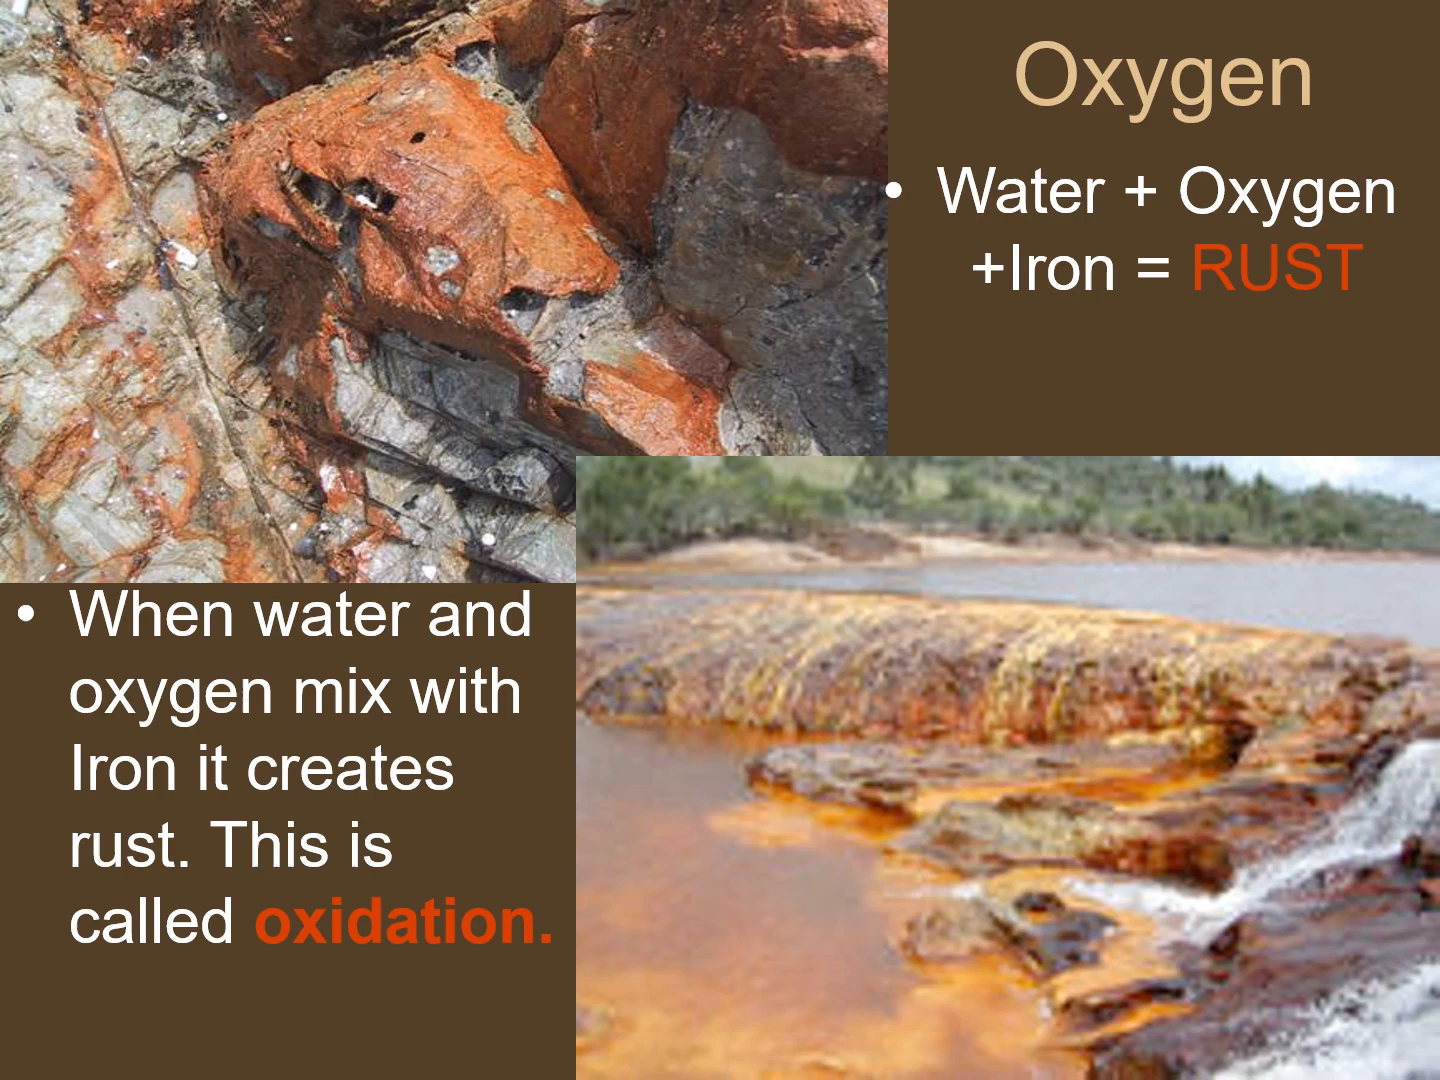 Oxygen
• Water + Oxygen
+Iron = RUST
• When water and
oxygen mix with
Iron it creates
rust. This is
called oxidation.